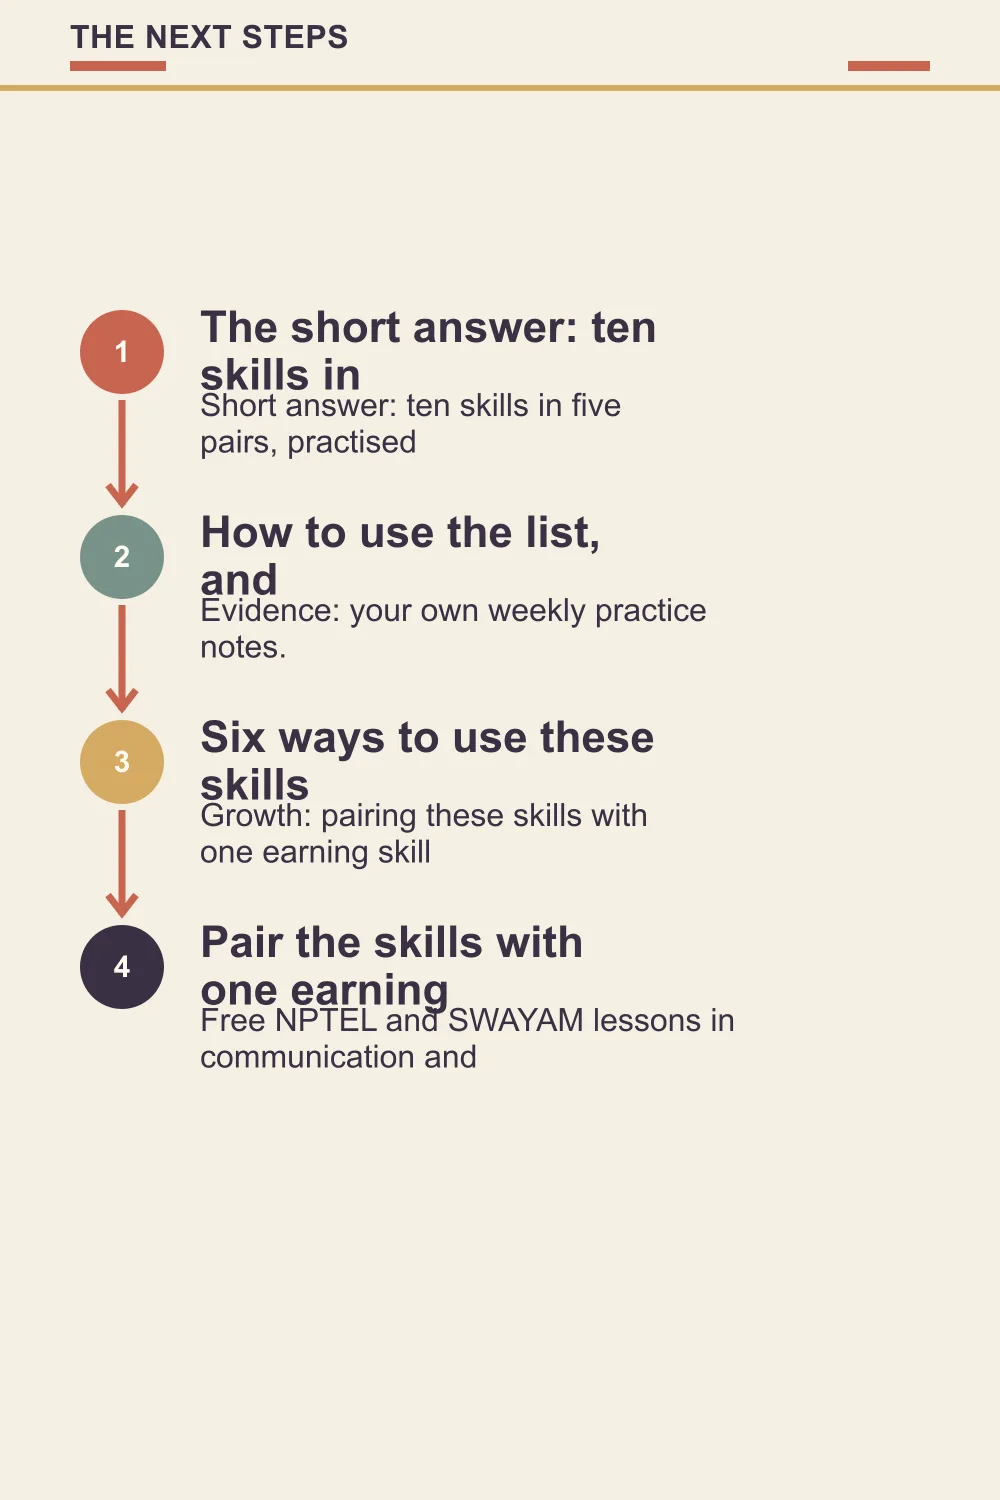 THE NEXT STEPS
1
The short answer: ten
skills in
Short answer: ten skills in five
pairs, practised
2
How to use the list,
and
Evidence: your own weekly practice
notes.
3
Six ways to use these
skills
Growth: pairing these skills with
one earning skill
4
Pair the skills with
one earning
Free NPTEL and SWAYAM lessons in
communication and